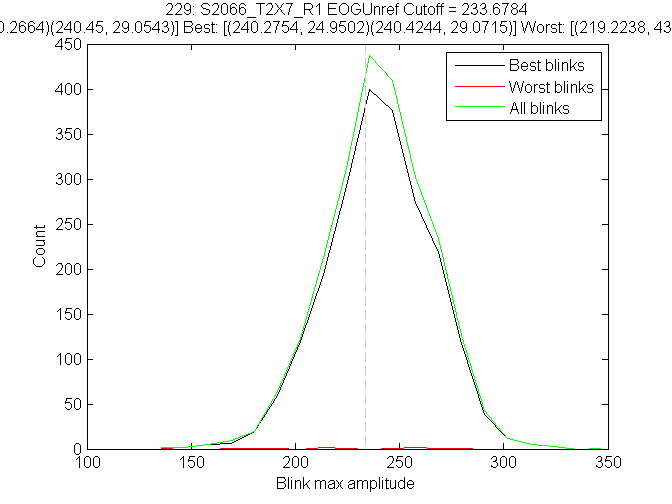 229: S2066_T2X7_R1 EOGUnref Cutoff = 233.6784
0.2664)(240.45, 29.0543)] Best: [(240.2754, 24.9502)(240.4244, 29.0715)] Worst: [(219.2238, 43
450
400
350
300
250
200
150
100
50
0
Count
Best blinks
Worst blinks
All blinks
100
150
200
250
300
350
Blink max amplitude